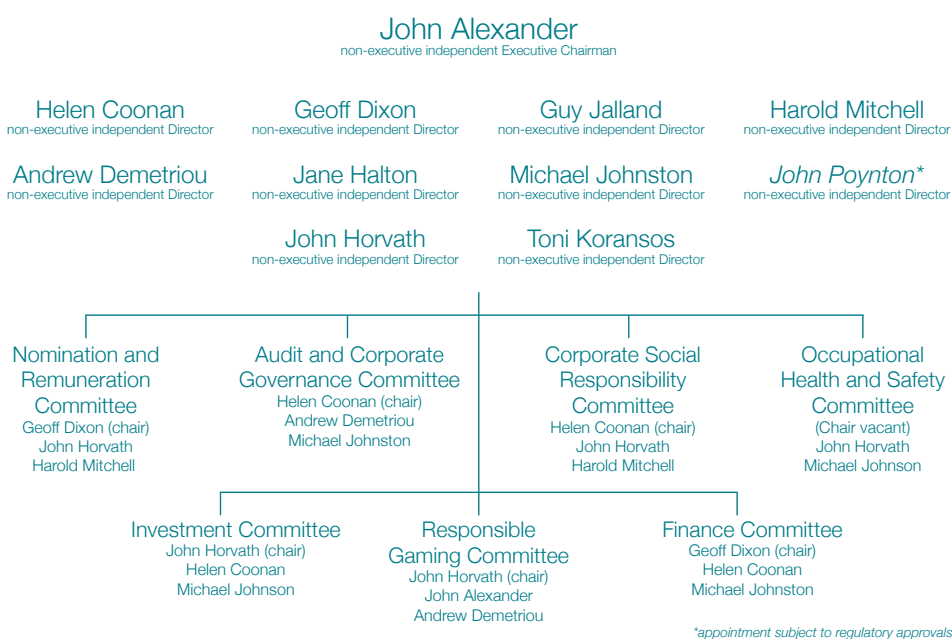 John Alexander
non-executive independent Executive Chairman
Helen Coonan
non-executive independent Director
Geoff Dixon
non-executive independent Director
Guy Jalland
non-executive independent Director
Harold Mitchell
non-executive independent Director
Andrew Demetriou
non-executive independent Director
Jane Halton
non-executive independent Director
Michael Johnston
non-executive independent Director
John Poynton*
non-executive independent Director
John Horvath
non-executive independent Director
Toni Koransos
non-executive independent Director
Nomination and
Remuneration
Committee
Geoff Dixon (chair)
John Horvath
Harold Mitchell
Audit and Corporate
Governance Committee
Helen Coonan (chair)
Andrew Demetriou
Michael Johnston
Corporate Social
Responsibility
Committee
Helen Coonan (chair)
John Horvath
Harold Mitchell
Occupational
Health and Safety
Committee
(Chair vacant)
John Horvath
Michael Johnson
Investment Committee
John Horvath (chair)
Helen Coonan
Michael Johnson
Responsible
Gaming Committee
John Horvath (chair)
John Alexander
Andrew Demetriou
Finance Committee
Geoff Dixon (chair)
Helen Coonan
Michael Johnston
*appointment subject to regulatory approvals